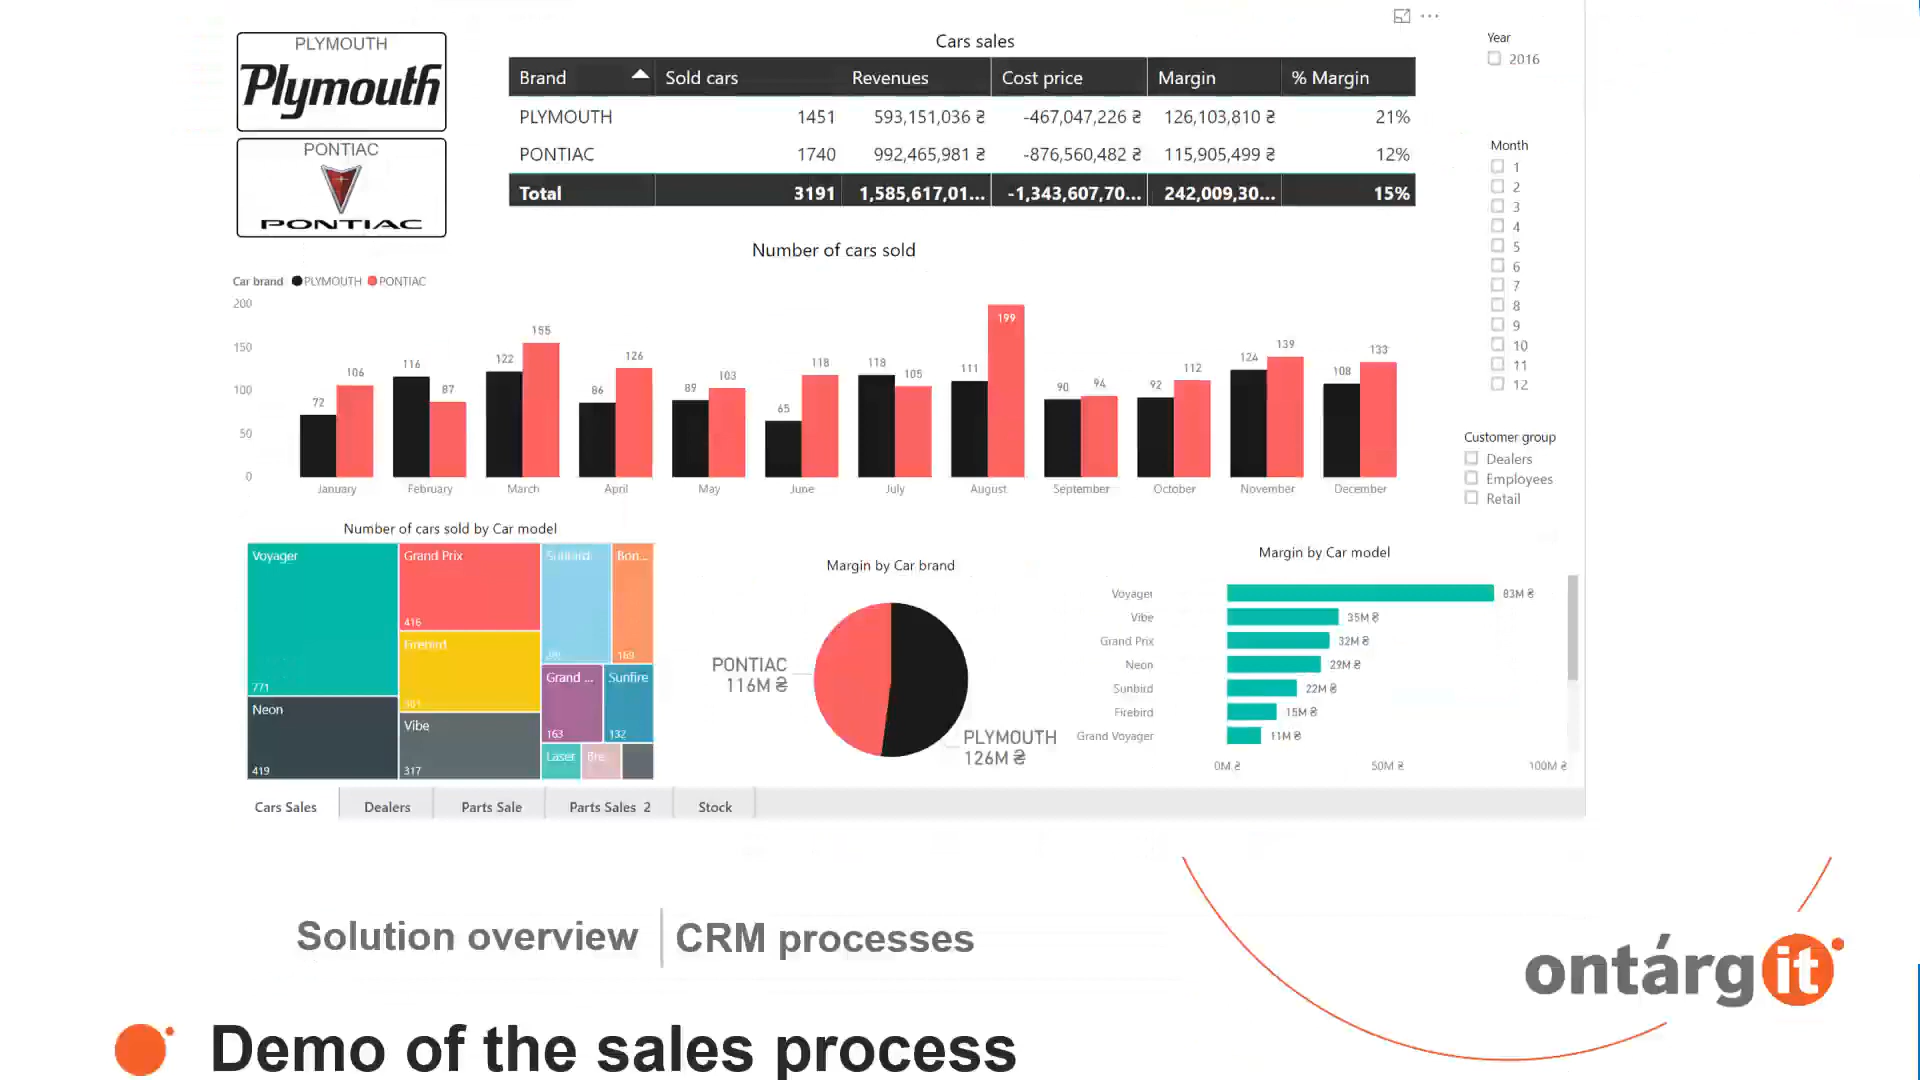 PLYMOUTH
Plymouth
PONTIAC
PONTIAC
Cars sales
Brand Sold cars Revenues Cost price Margin % Margin
PLYMOUTH 1451 593,151,036 ₴ -467,047,226 ₴ 126,103,810 ₴ 21%
PONTIAC 1740 992,465,981 ₴ -876,560,482 ₴ 115,905,499 ₴ 12%
Total 3191 1,585,617,01... -1,343,607,70... 242,009,30... 15%
Year
2016
Month
1
2
3
4
5
6
7
8
9
10
11
12
Customer group
Dealers
Employees
Retail
Number of cars sold
Car brand PLYMOUTH PONTIAC
200
150
100
50
0
72 106 116 87 122 155 86 126 89 103 65 118 118 105 111 199 90 94 92 112 124 139 108 133
January February March April May June July August September October November December
Number of cars sold by Car model
Voyager
771
Neon
419
Grand Prix
416
Firebird
Vibe
317
Sunbird
Bon...
169
Grand ...
163
Sunfire
132
Laser
Bre...
Margin by Car brand
PONTIAC
116M ₴
PLYMOUTH
126M ₴
Margin by Car model
Voyager 83M ₴
Vibe 35M ₴
Grand Prix 32M ₴
Neon 29M ₴
Sunbird 22M ₴
Firebird 15M ₴
Grand Voyager 11M ₴
0M ₴ 50M ₴ 100M ₴
Cars Sales Dealers Parts Sale Parts Sales 2 Stock
Solution overview CRM processes
ontárgit
Demo of the sales process